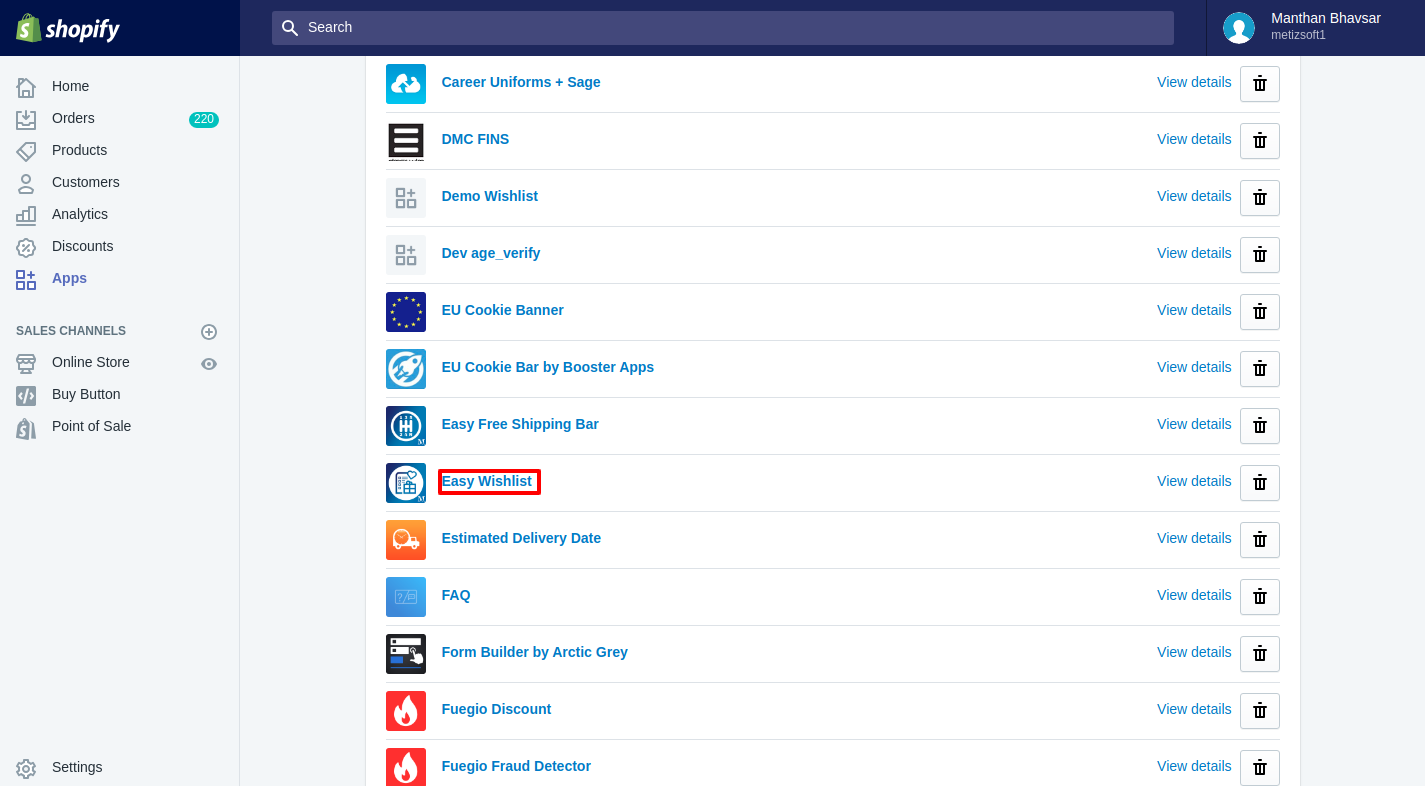 shopify
Search
Manthan Bhavsar
metizsoft1
Home
Orders 220
Products
Customers
Analytics
Discounts
Apps
SALES CHANNELS
Online Store
Buy Button
Point of Sale
Settings
Career Uniforms + Sage View details
DMC FINS View details
Demo Wishlist View details
Dev age_verify View details
EU Cookie Banner View details
EU Cookie Bar by Booster Apps View details
Easy Free Shipping Bar View details
Easy Wishlist View details
Estimated Delivery Date View details
FAQ View details
Form Builder by Arctic Grey View details
Fuegio Discount View details
Fuegio Fraud Detector View details